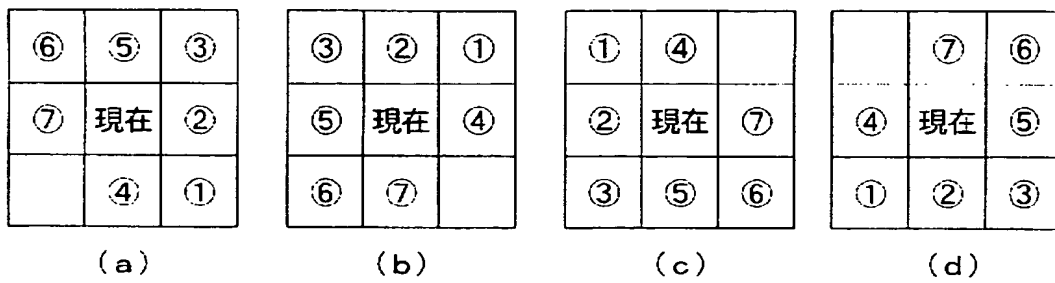 ⑥ ⑤ ③ ③ ② ① ① ④ ⑦ ⑥
⑦ 現在 ② ⑤ 現在 ④ ② 現在 ⑦ ④ 現在 ⑤
④ ① ⑥ ⑦ ③ ⑤ ⑥ ① ② ③
(a) (b) (c) (d)